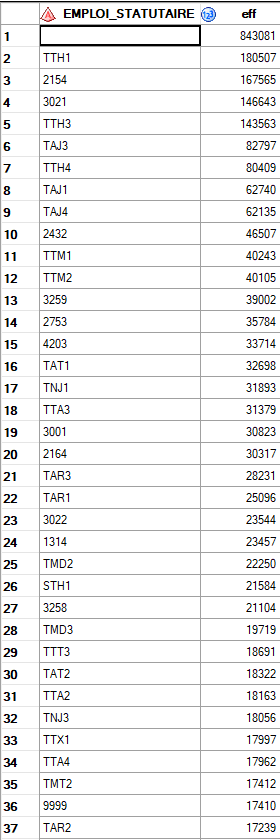 EMPLOI_STATUTAIRE 123 eff
1 843081
2 TTH1 180507
3 2154 167565
4 3021 146643
5 TTH3 143563
6 TAJ3 82797
7 TTH4 80409
8 TAJ1 62740
9 TAJ4 62135
10 2432 46507
11 TTM1 40243
12 TTM2 40105
13 3259 39002
14 2753 35784
15 4203 33714
16 TAT1 32698
17 TNJ1 31893
18 TTA3 31379
19 3001 30823
20 2164 30317
21 TAR3 28231
22 TAR1 25096
23 3022 23544
24 1314 23457
25 TMD2 22250
26 STH1 21584
27 3258 21104
28 TMD3 19719
29 TTT3 18691
30 TAT2 18322
31 TTA2 18163
32 TNJ3 18056
33 TTX1 17997
34 TTA4 17962
35 TMT2 17412
36 9999 17410
37 TAR2 17239